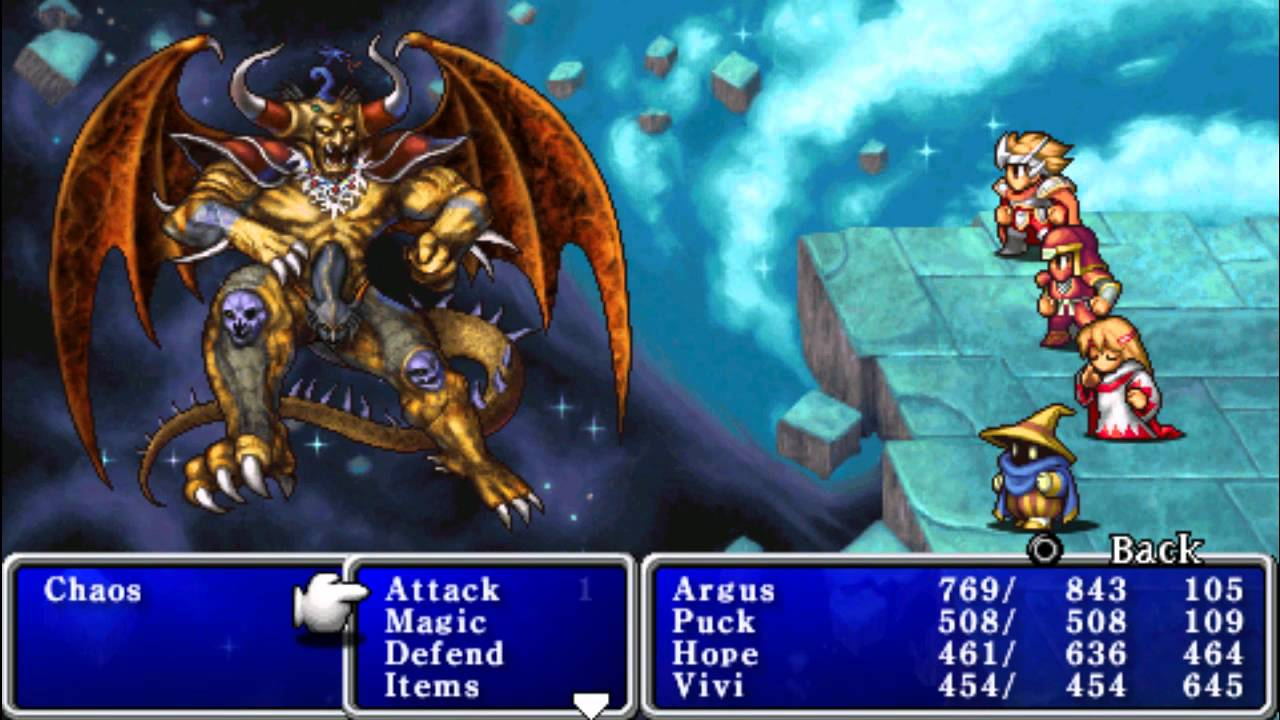 Back
Chaos
Attack 1
Magic
Defend
Items
Argus 769/ 843 105
Puck 508/ 508 109
Hope 461/ 636 464
Vivi 454/ 454 645